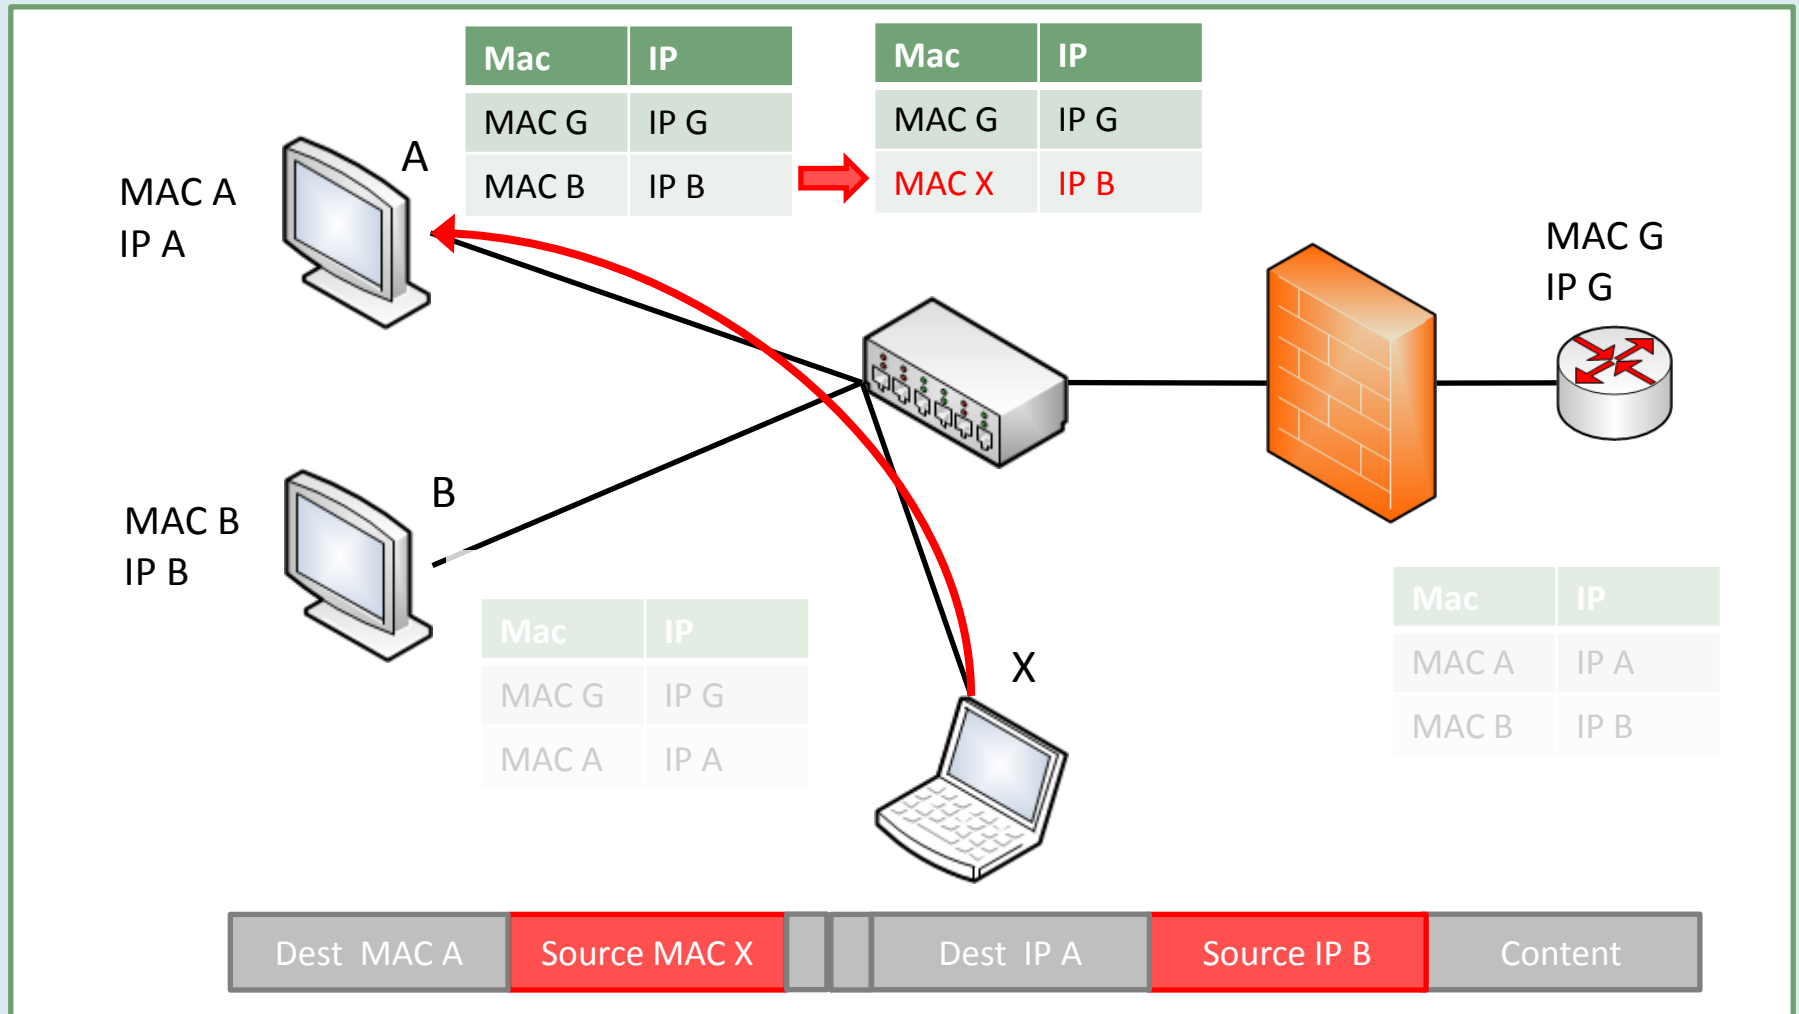 Mac IP
MAC G IP G
MAC B IP B
Mac IP
MAC G IP G
MAC X IP B
A
MAC A
IP A
MAC G
IP G
B
MAC B
IP B
Mac IP
MAC G IP G
MAC A IP A
X
Mac IP
MAC A IP A
MAC B IP B
Dest MAC A Source MAC X Dest IP A Source IP B Content